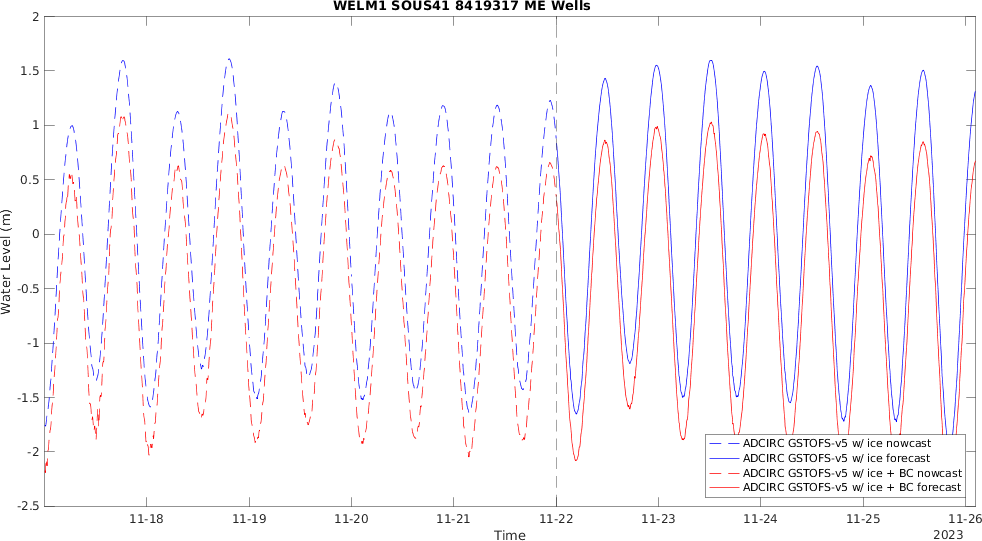 WELM1 SOUS41 8419317 ME Wells
2
1.5
1
0.5
0
-0.5
-1
-1.5
-2
-2.5
Water Level (m)
11-18
11-19
11-20
11-21
11-22
11-23
11-24
11-25
11-26
Time
2023
ADCIRC GSTOFS-v5 w/ ice nowcast
ADCIRC GSTOFS-v5 w/ ice forecast
ADCIRC GSTOFS-v5 w/ ice + BC nowcast
ADCIRC GSTOFS-v5 w/ ice + BC forecast